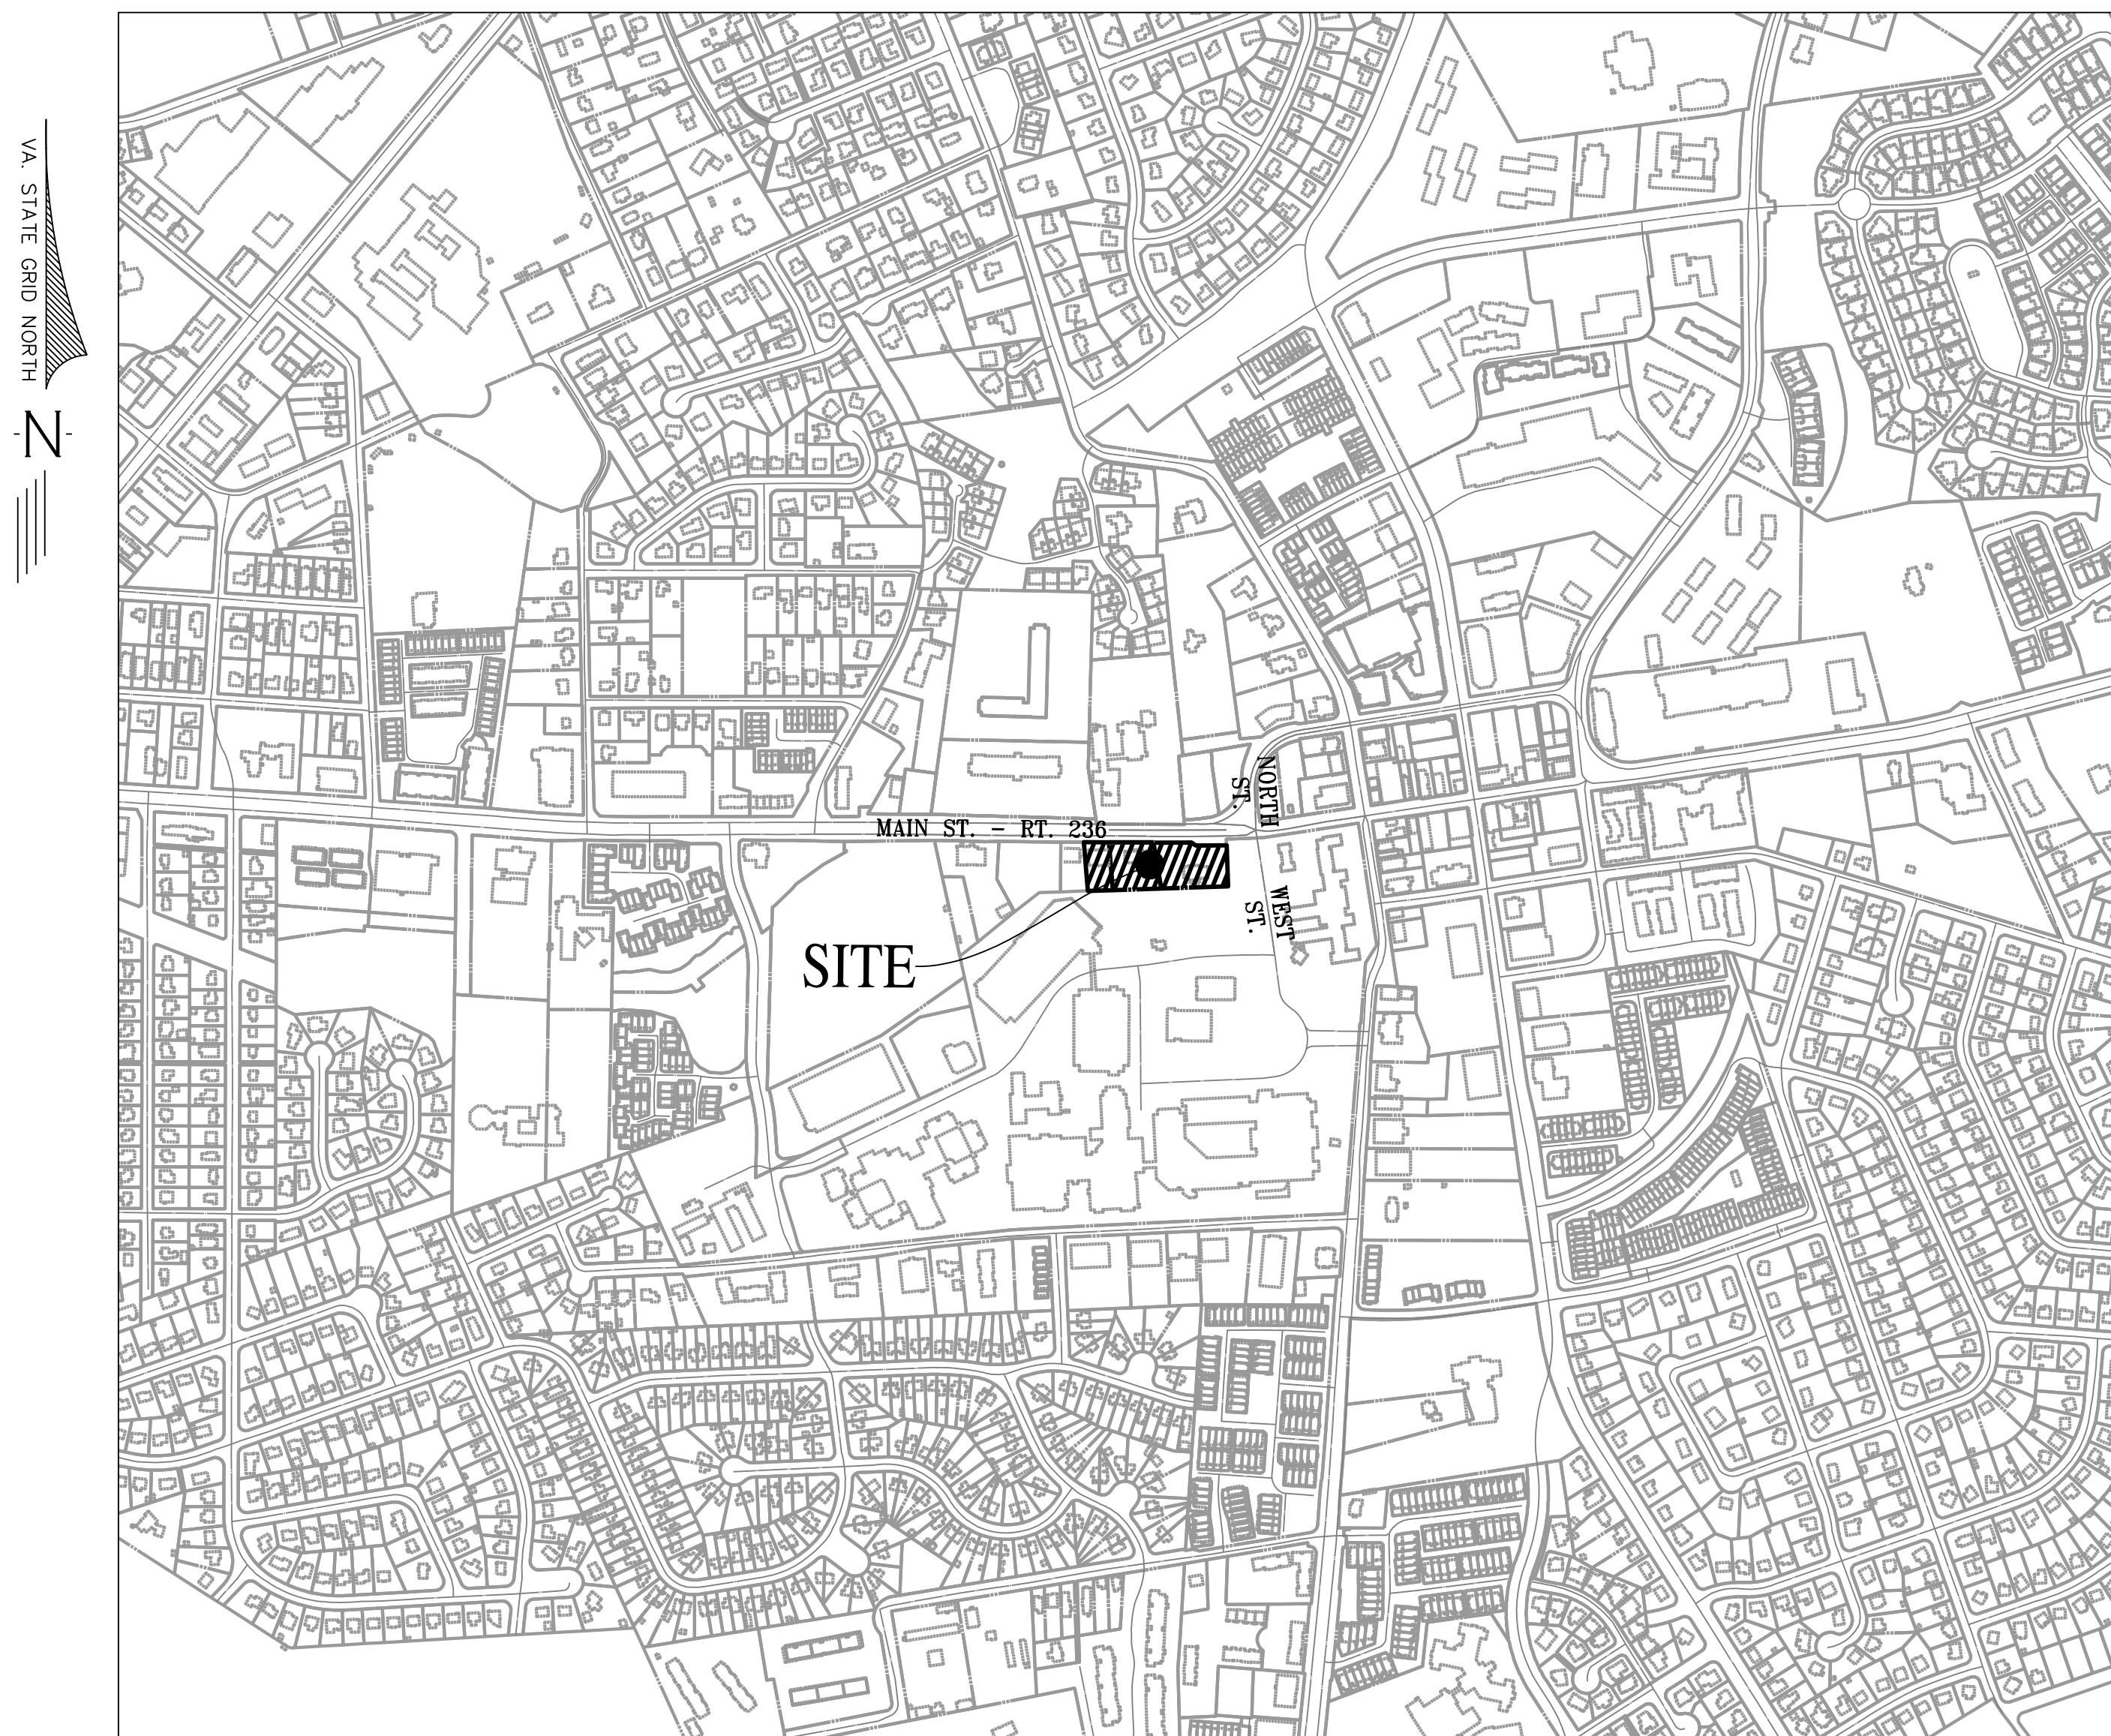 VA. STATE GRID NORTH
N
NORTH
ST.
MAIN ST. - RT. 236
WEST
ST.
SITE